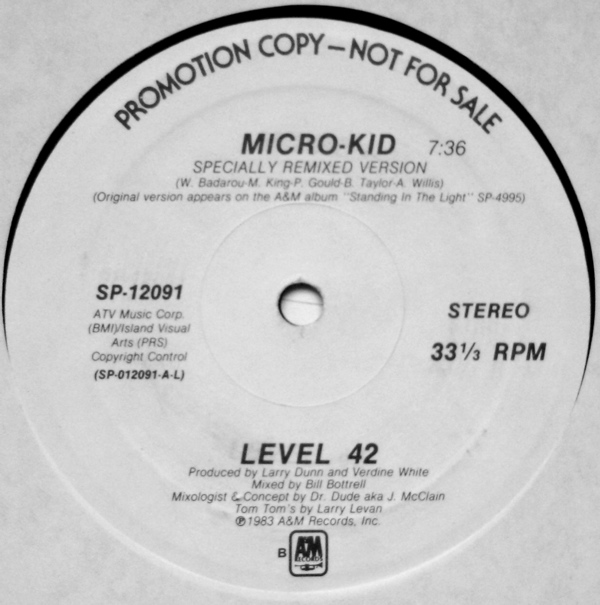 PROMOTION COPY—NOT FOR SALE
MICRO-KID 7:36
SPECIALLY REMIXED VERSION
(W. Badarou-M. King-P. Gould-B. Taylor-A. Willis)
(Original version appears on the A&M album "Standing In The Light" SP-4995)
SP-12091
ATV Music Corp.
(BMI)/Island Visual
Arts (PRS)
Copyright Control
(SP-012091-A-L)
STEREO
33 1/3 RPM
LEVEL 42
Produced by Larry Dunn and Verdine White
Mixed by Bill Bottrell
Mixologist & Concept by Dr. Dude aka J. McClain
Tom Tom's by Larry Levan
℗1983 A&M Records, Inc.
B A&M RECORDS